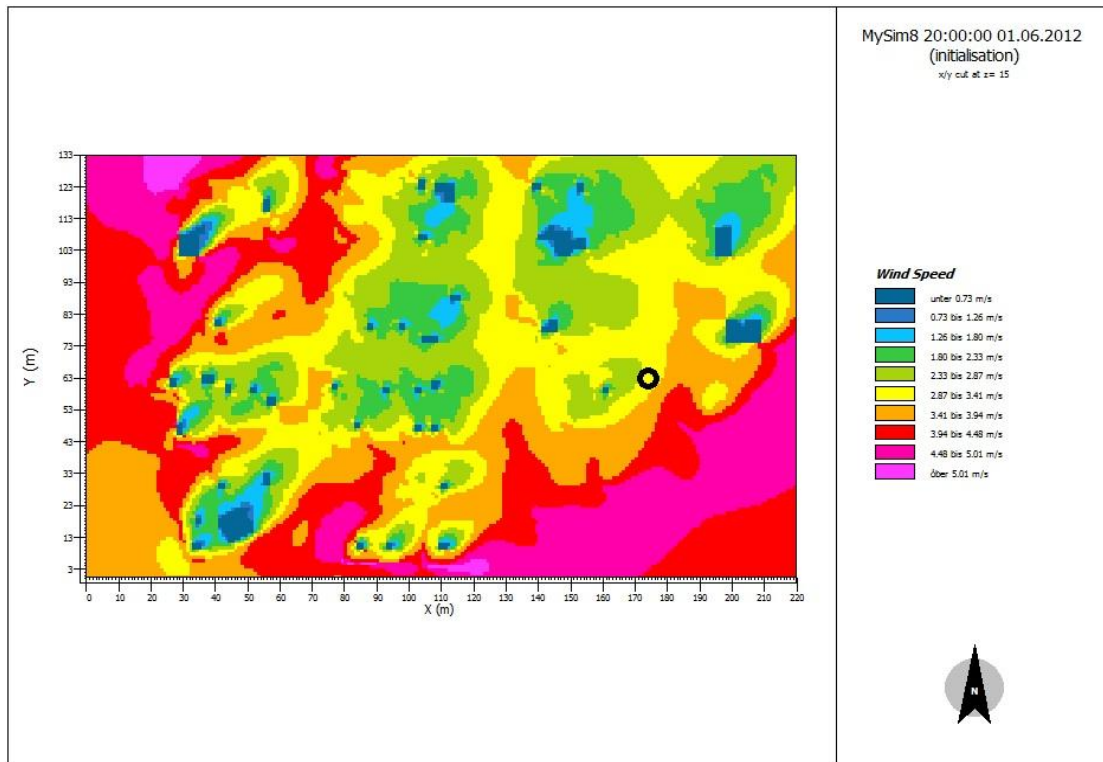 MySim8 20:00:00 01.06.2012
(initialisation)
x/y cut at z= 15
133
123
113
103
93
83
73
63
53
43
33
23
13
3
Y (m)
0 10 20 30 40 50 60 70 80 90 100 110 120 130 140 150 160 170 180 190 200 210 220
X (m)
Wind Speed
unter 0.73 m/s
0.73 bis 1.26 m/s
1.26 bis 1.80 m/s
1.80 bis 2.33 m/s
2.33 bis 2.87 m/s
2.87 bis 3.41 m/s
3.41 bis 3.94 m/s
3.94 bis 4.48 m/s
4.48 bis 5.01 m/s
őber 5.01 m/s
N